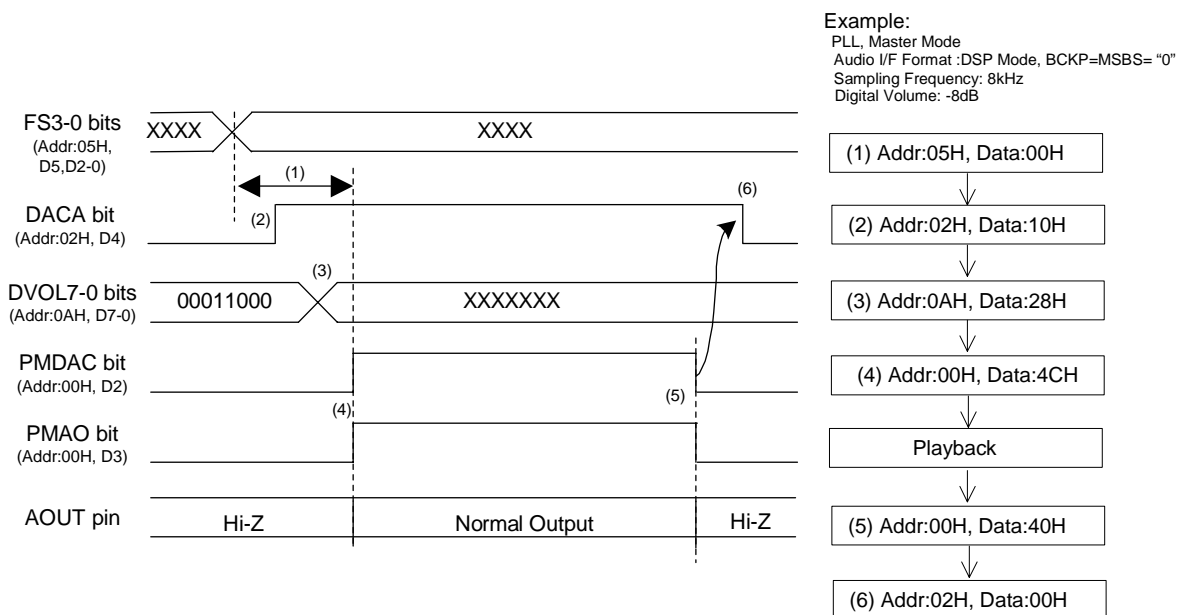 Example:
PLL, Master Mode
Audio I/F Format :DSP Mode, BCKP=MSBS= “0”
Sampling Frequency: 8kHz
Digital Volume: -8dB
FS3-0 bits
(Addr:05H,
D5,D2-0)
XXXX
XXXX
(1)
DACA bit
(Addr:02H, D4)
(2)
(6)
DVOL7-0 bits
(Addr:0AH, D7-0)
00011000
(3)
XXXXXXX
PMDAC bit
(Addr:00H, D2)
(4)
(5)
PMAO bit
(Addr:00H, D3)
AOUT pin
Hi-Z
Normal Output
Hi-Z
(1) Addr:05H, Data:00H
(2) Addr:02H, Data:10H
(3) Addr:0AH, Data:28H
(4) Addr:00H, Data:4CH
Playback
(5) Addr:00H, Data:40H
(6) Addr:02H, Data:00H